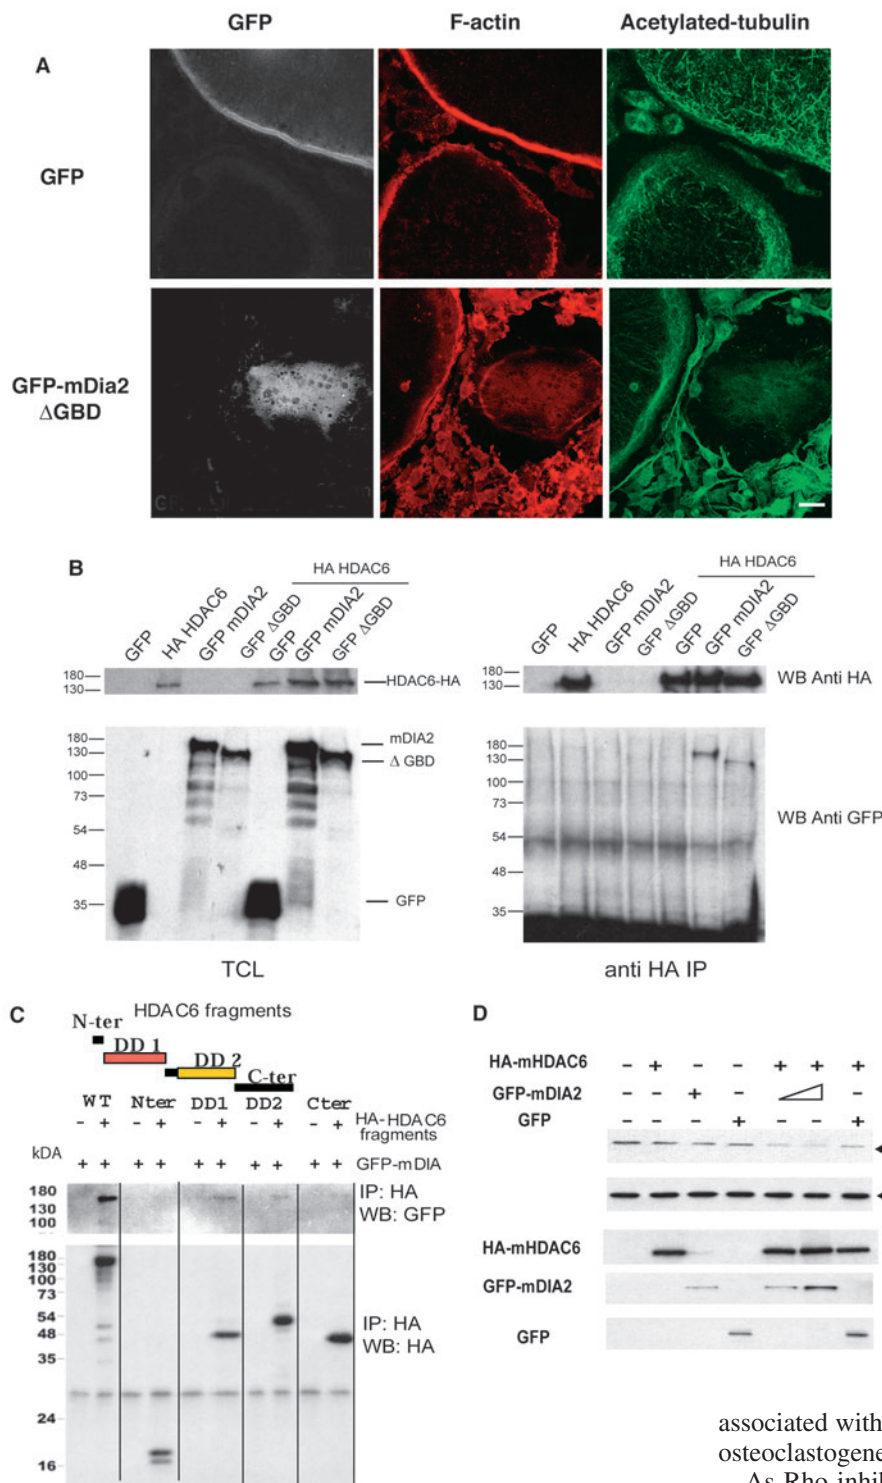 GFP F-actin Acetylated-tubulin
A
GFP
GFP-mDia2
ΔGBD
B
HA HDAC6
GFP
HA HDAC6
GFP mDIA2
GFP ΔGBD
GFP
GFP mDIA2
GFP ΔGBD
180
130
HDAC6-HA
180
130
100
73
54
48
35
mDIA2
Δ GBD
GFP
TCL
HA HDAC6
GFP
HA HDAC6
GFP mDIA2
GFP ΔGBD
GFP
GFP mDIA2
GFP ΔGBD
180
130
WB Anti HA
180
130
100
73
54
48
35
WB Anti GFP
anti HA IP
C
HDAC6 fragments
N-ter
DD 1
DD 2
C-ter
WT Nter DD1 DD2 Cter
- + - + - + - + - + HA-HDAC6
fragments
+ + + + + + + + + + GFP-mDIA
kDA
180
130
100
IP: HA
WB: GFP
180
130
100
73
54
48
35
24
16
IP: HA
WB: HA
D
HA-mHDAC6 - + - - + + +
GFP-mDIA2 - - + - -
GFP - - - + - - +
HA-mHDAC6
GFP-mDIA2
GFP
associated with
osteoclastogene
As Rho inhil